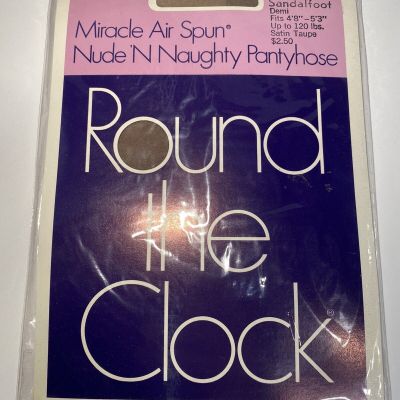 Sandalfoot
Demi
Fits 4'8"-5'3"
Up to 120 lbs.
Satin Taupe
$2.50
Miracle Air Spun®
Nude 'N Naughty Pantyhose
Round
the
Clock®